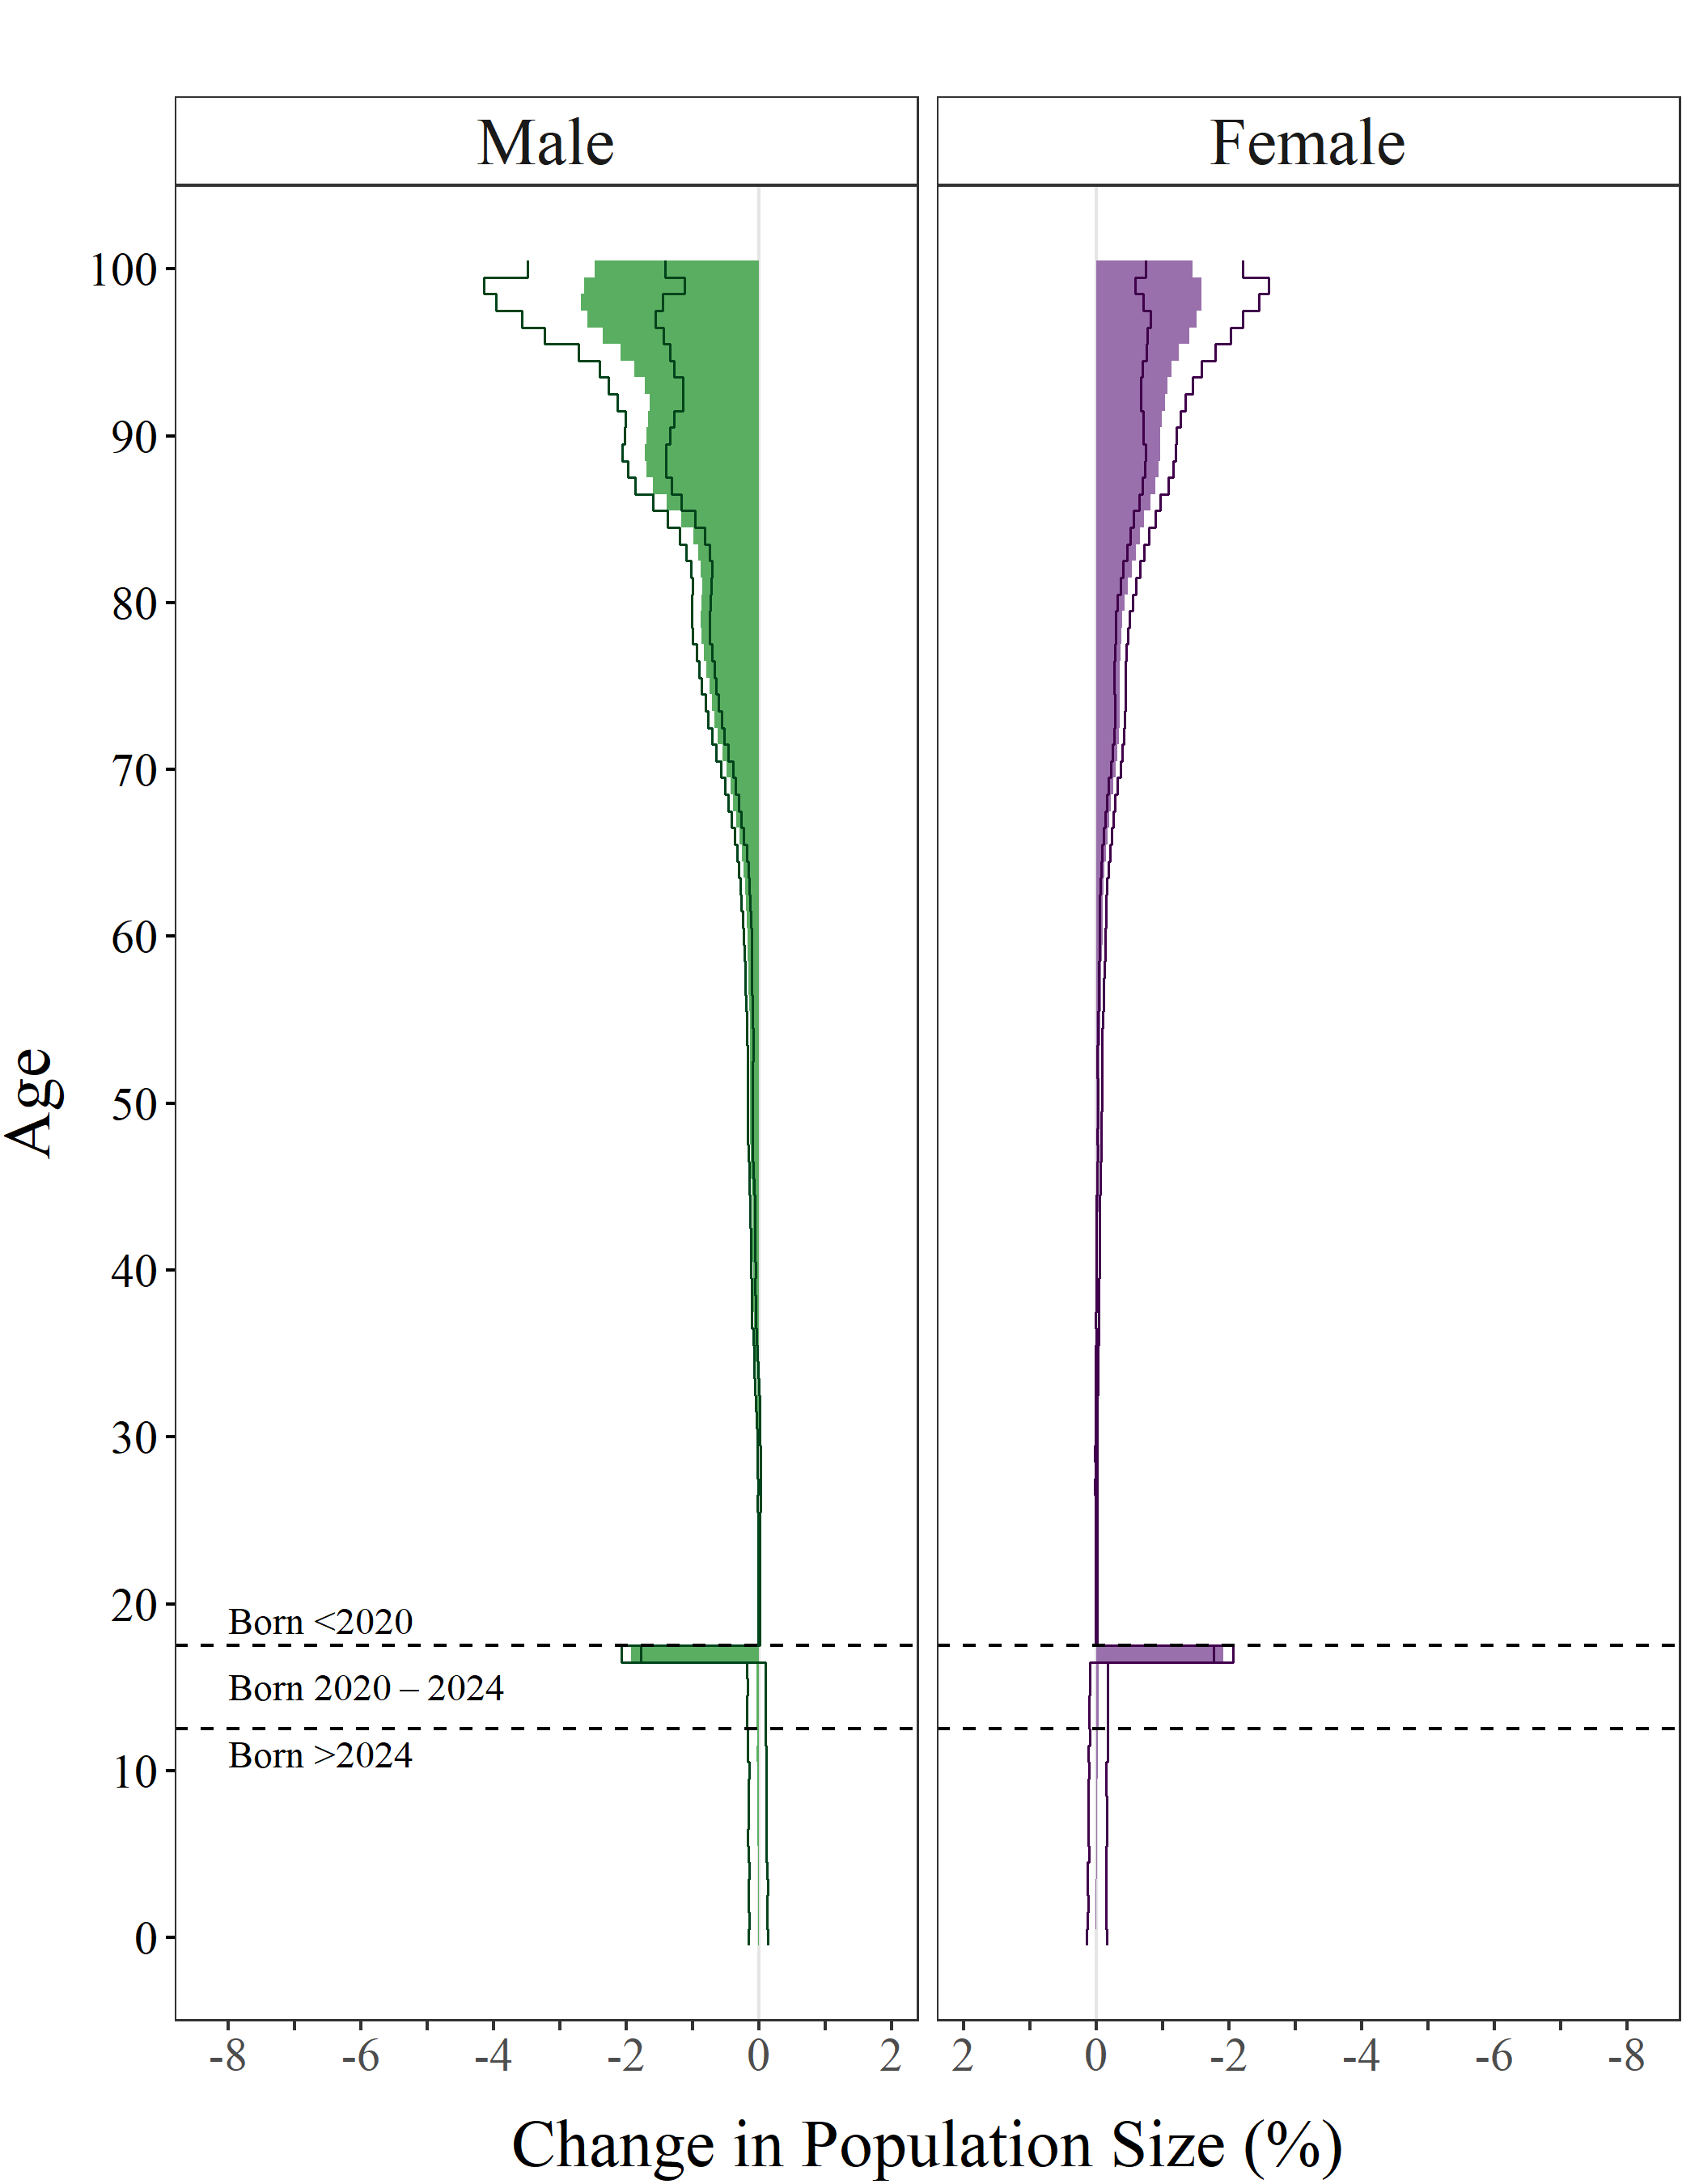 Male
Female
100
90
80
70
60
50
40
30
20
10
0
Age
Born <2020
Born 2020 – 2024
Born >2024
-8 -6 -4 -2 0 2
2 0 -2 -4 -6 -8
Change in Population Size (%)